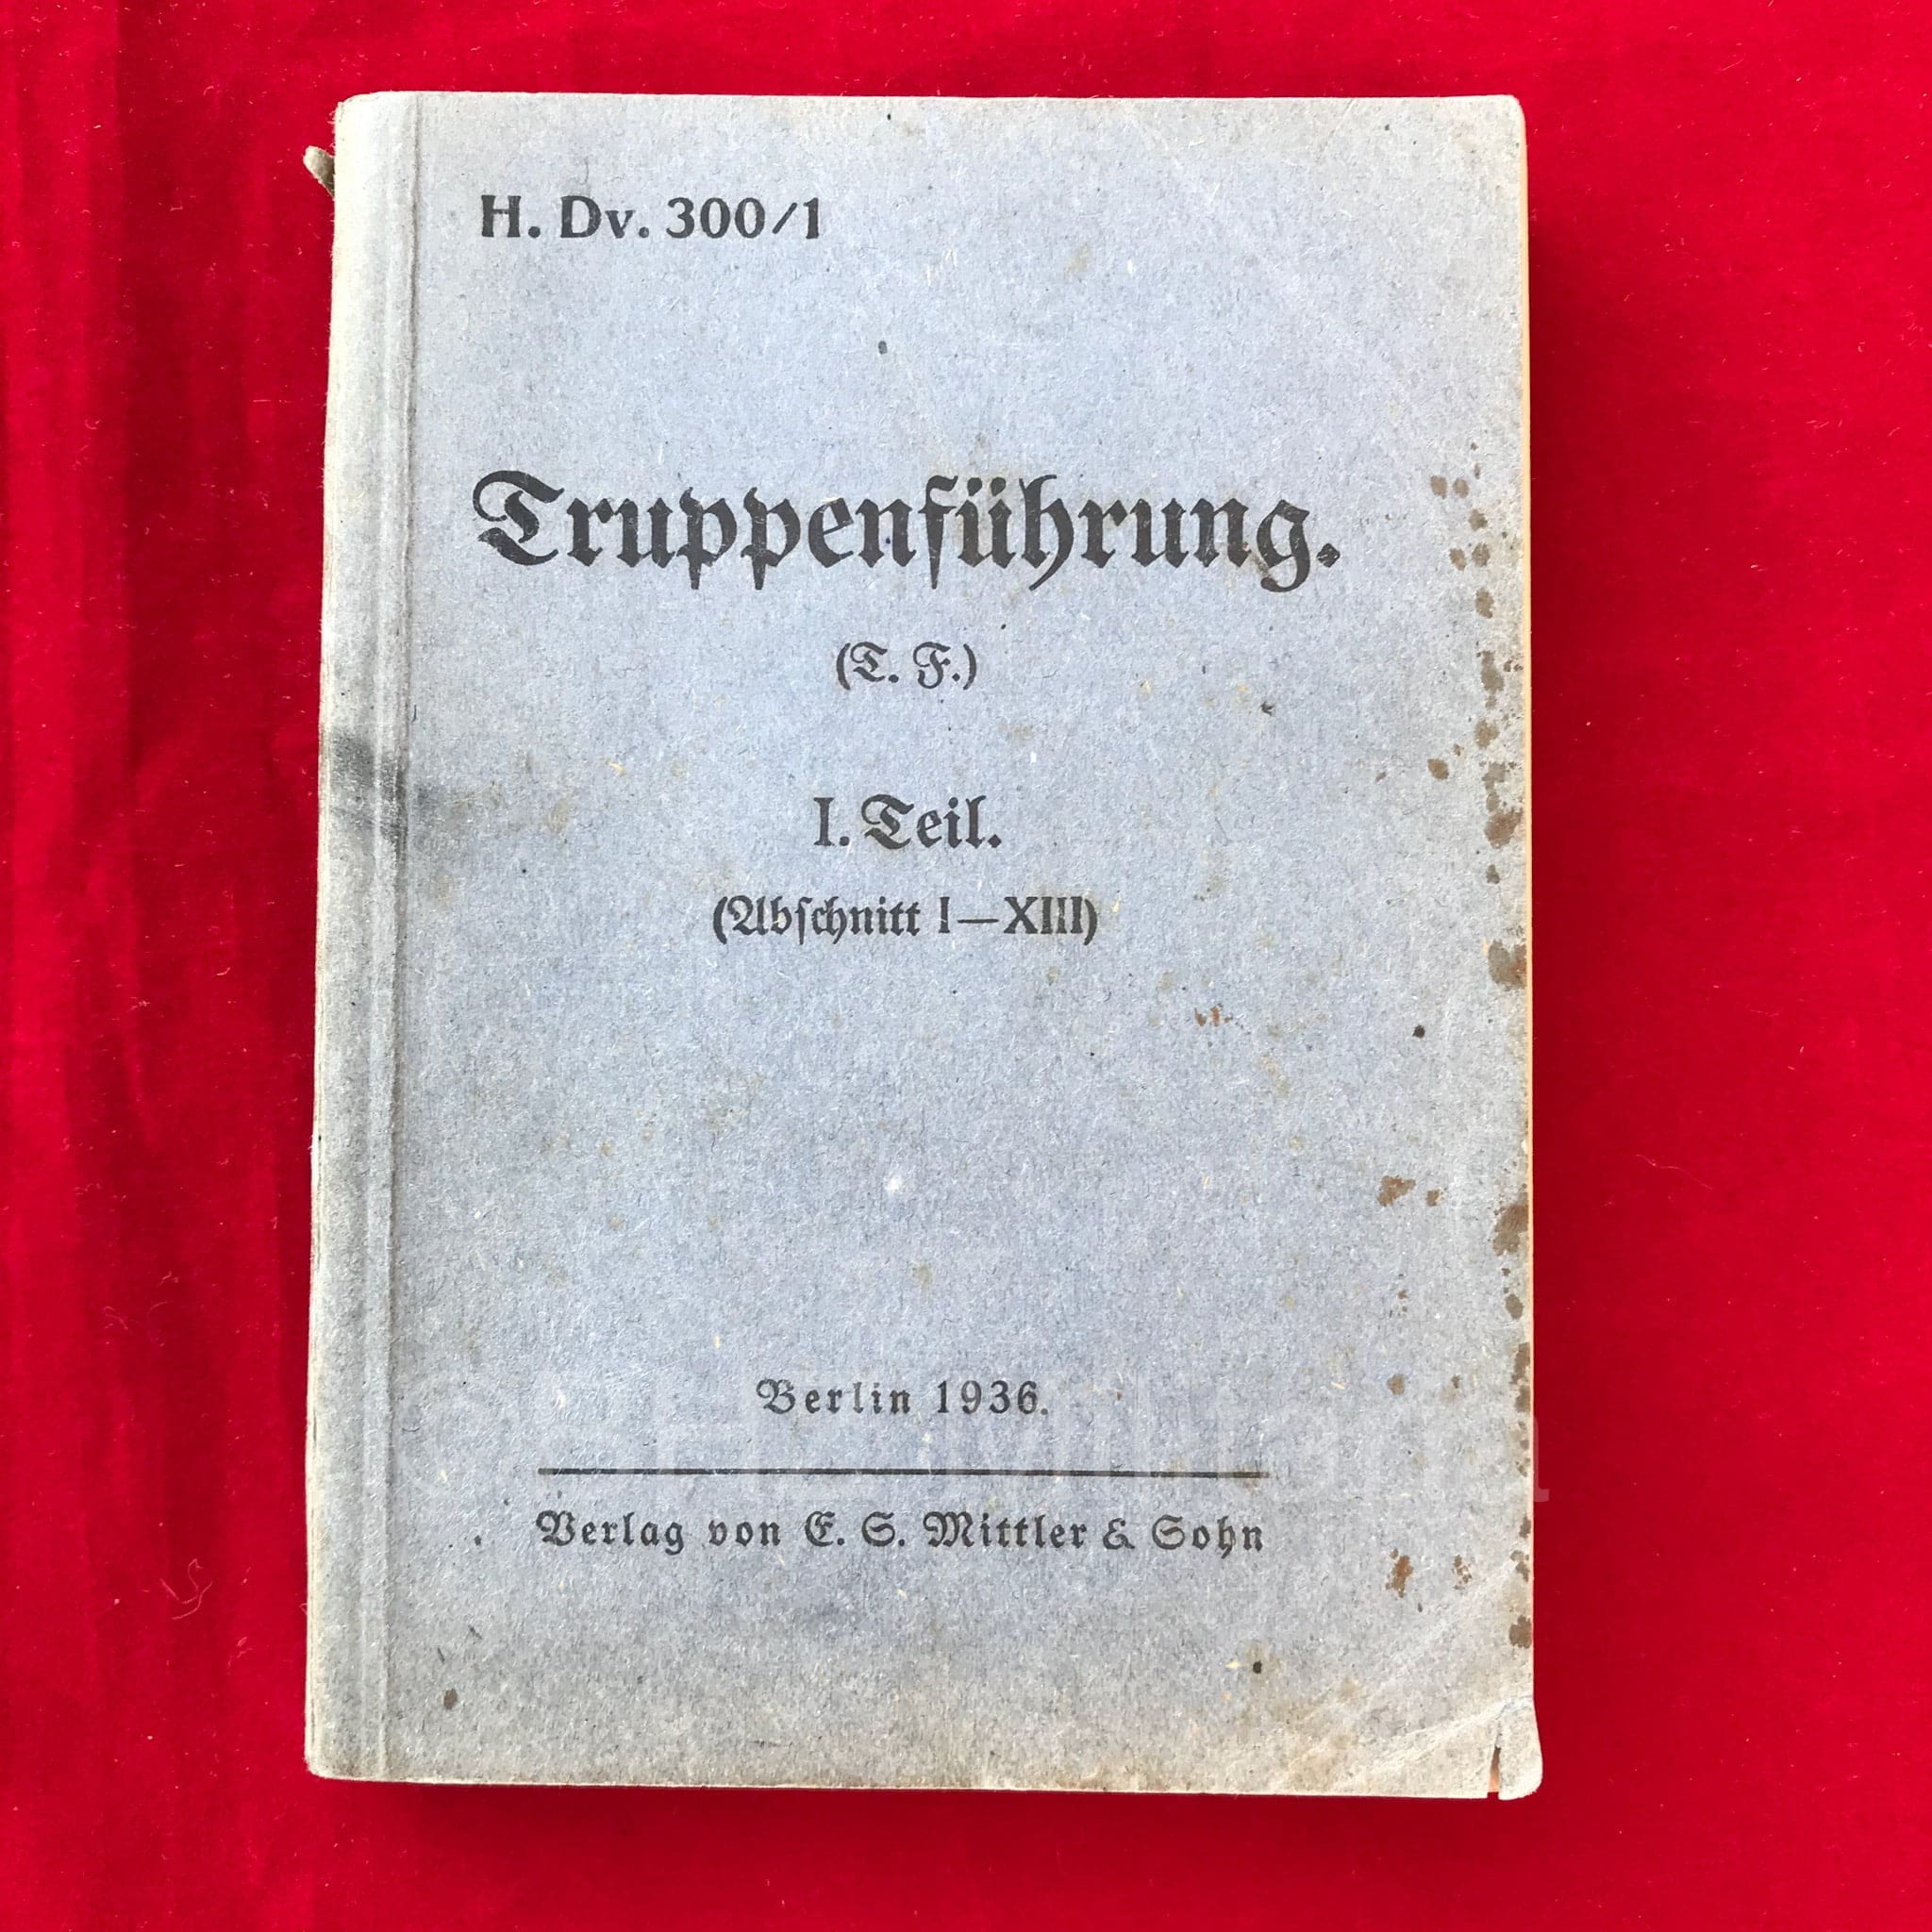 H. Dv. 300/1
Truppenführung.
(T. F.)
I. Teil.
(Abschnitt I—XIII)
Berlin 1936.
Verlag von E. S. Mittler & Sohn